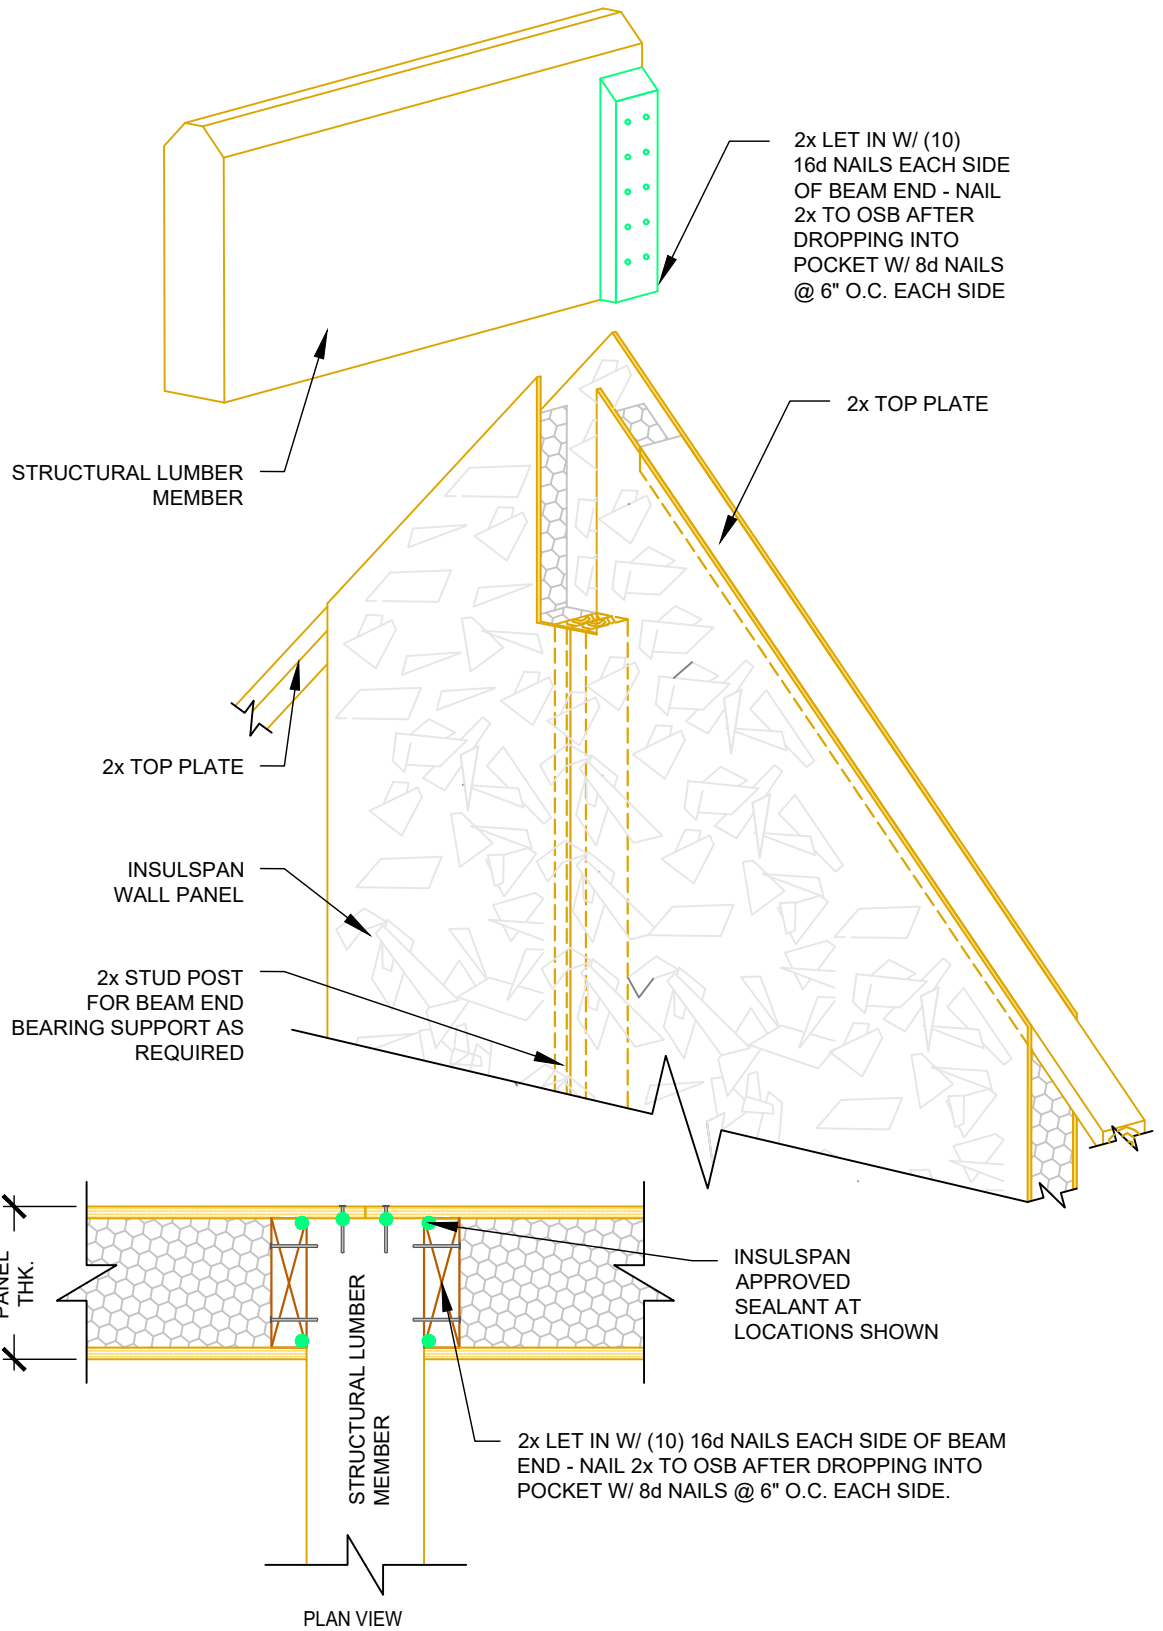 2x LET IN W/ (10)
16d NAILS EACH SIDE
OF BEAM END - NAIL
2x TO OSB AFTER
DROPPING INTO
POCKET W/ 8d NAILS
@ 6" O.C. EACH SIDE
2x TOP PLATE
STRUCTURAL LUMBER
MEMBER
2x TOP PLATE
INSULSPAN
WALL PANEL
2x STUD POST
FOR BEAM END
BEARING SUPPORT AS
REQUIRED
PANEL
THK.
STRUCTURAL LUMBER
MEMBER
INSULSPAN
APPROVED
SEALANT AT
LOCATIONS SHOWN
2x LET IN W/ (10) 16d NAILS EACH SIDE OF BEAM
END - NAIL 2x TO OSB AFTER DROPPING INTO
POCKET W/ 8d NAILS @ 6" O.C. EACH SIDE.
PLAN VIEW